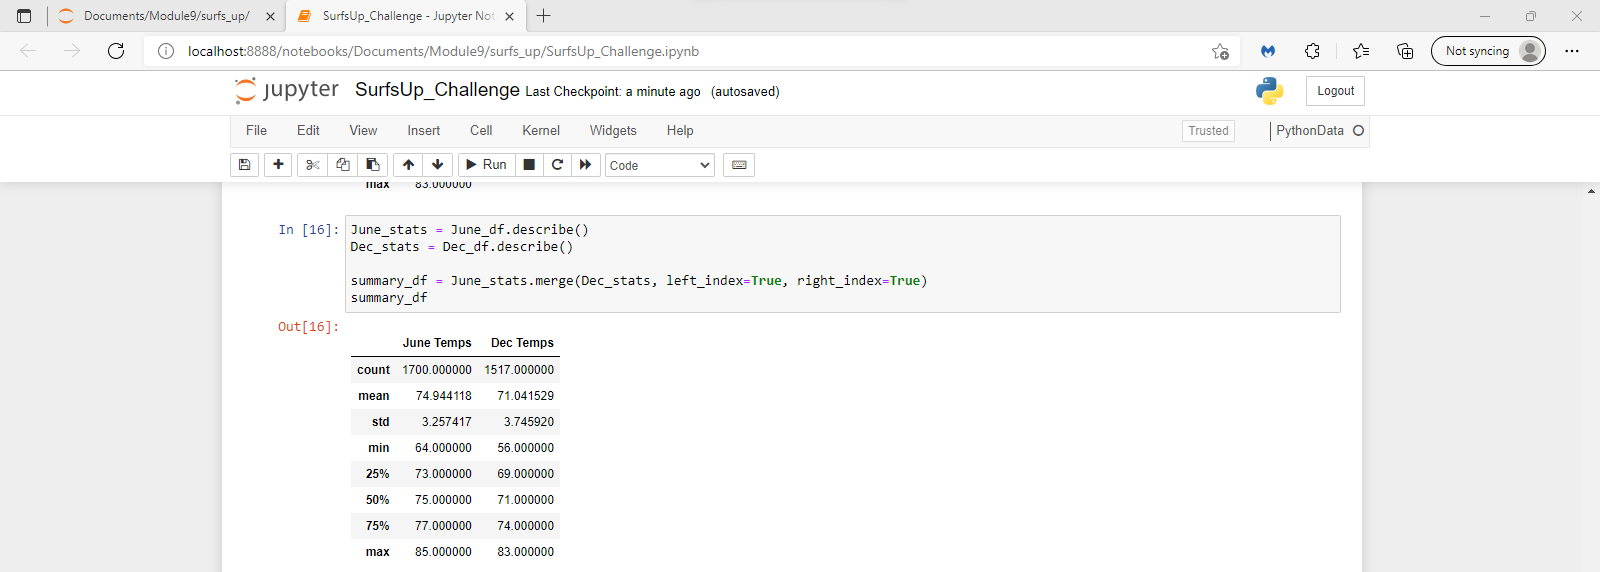 Documents/Module9/surfs_up/
SurfsUp_Challenge - Jupyter Not
localhost:8888/notebooks/Documents/Module9/surfs_up/SurfsUp_Challenge.ipynb
Not syncing
jupyter SurfsUp_Challenge Last Checkpoint: a minute ago (autosaved)
Logout
File Edit View Insert Cell Kernel Widgets Help
Trusted
PythonData
Run
Code
max 83.000000
In [16]:
June_stats = June_df.describe()
Dec_stats = Dec_df.describe()
summary_df = June_stats.merge(Dec_stats, left_index=True, right_index=True)
summary_df
Out[16]:
June Temps Dec Temps
count 1700.000000 1517.000000
mean 74.944118 71.041529
std 3.257417 3.745920
min 64.000000 56.000000
25% 73.000000 69.000000
50% 75.000000 71.000000
75% 77.000000 74.000000
max 85.000000 83.000000